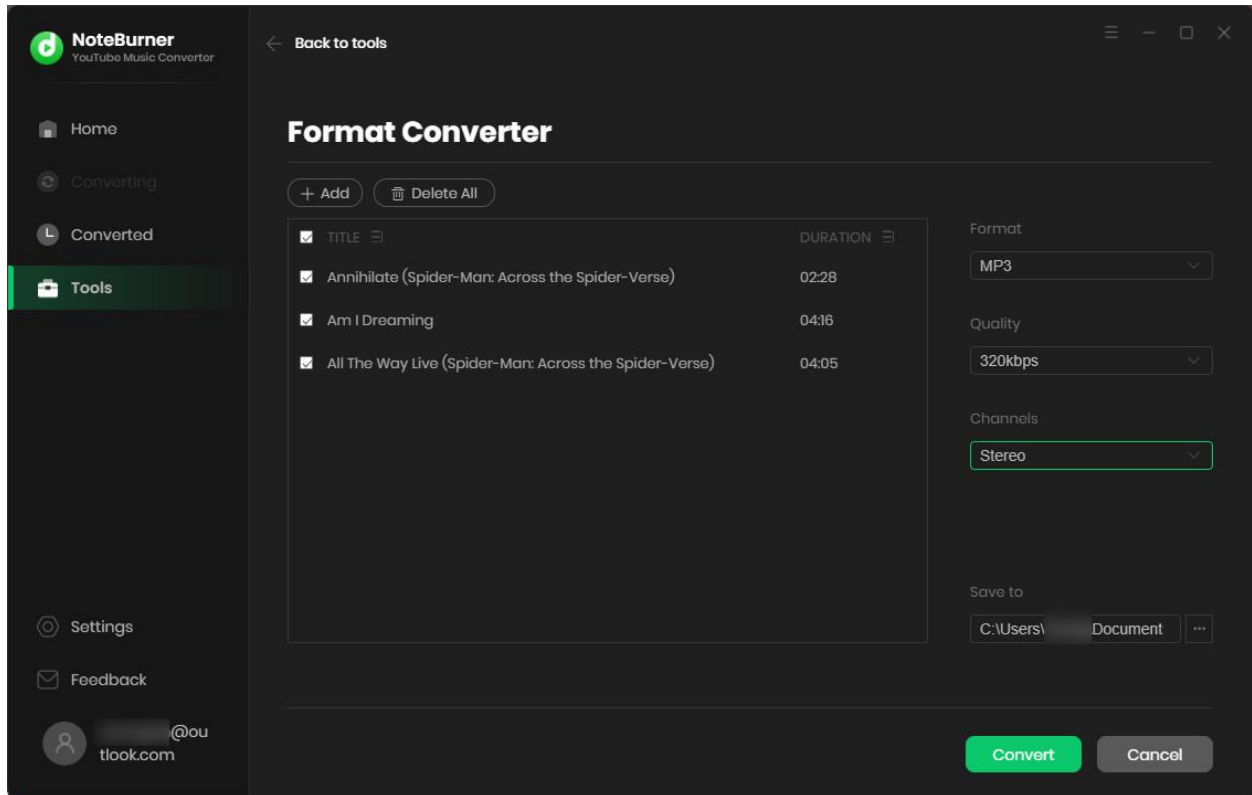 NoteBurner
YouTube Music Converter
Back to tools
Home
Converting
Converted
Tools
Settings
Feedback
@ou
tlook.com
Format Converter
+ Add
Delete All
TITLE
DURATION
Annihilate (Spider-Man: Across the Spider-Verse)
02:28
Am I Dreaming
04:16
All The Way Live (Spider-Man: Across the Spider-Verse)
04:05
Format
MP3
Quality
320kbps
Channels
Stereo
Save to
C:\Users\ Document
...
Convert
Cancel